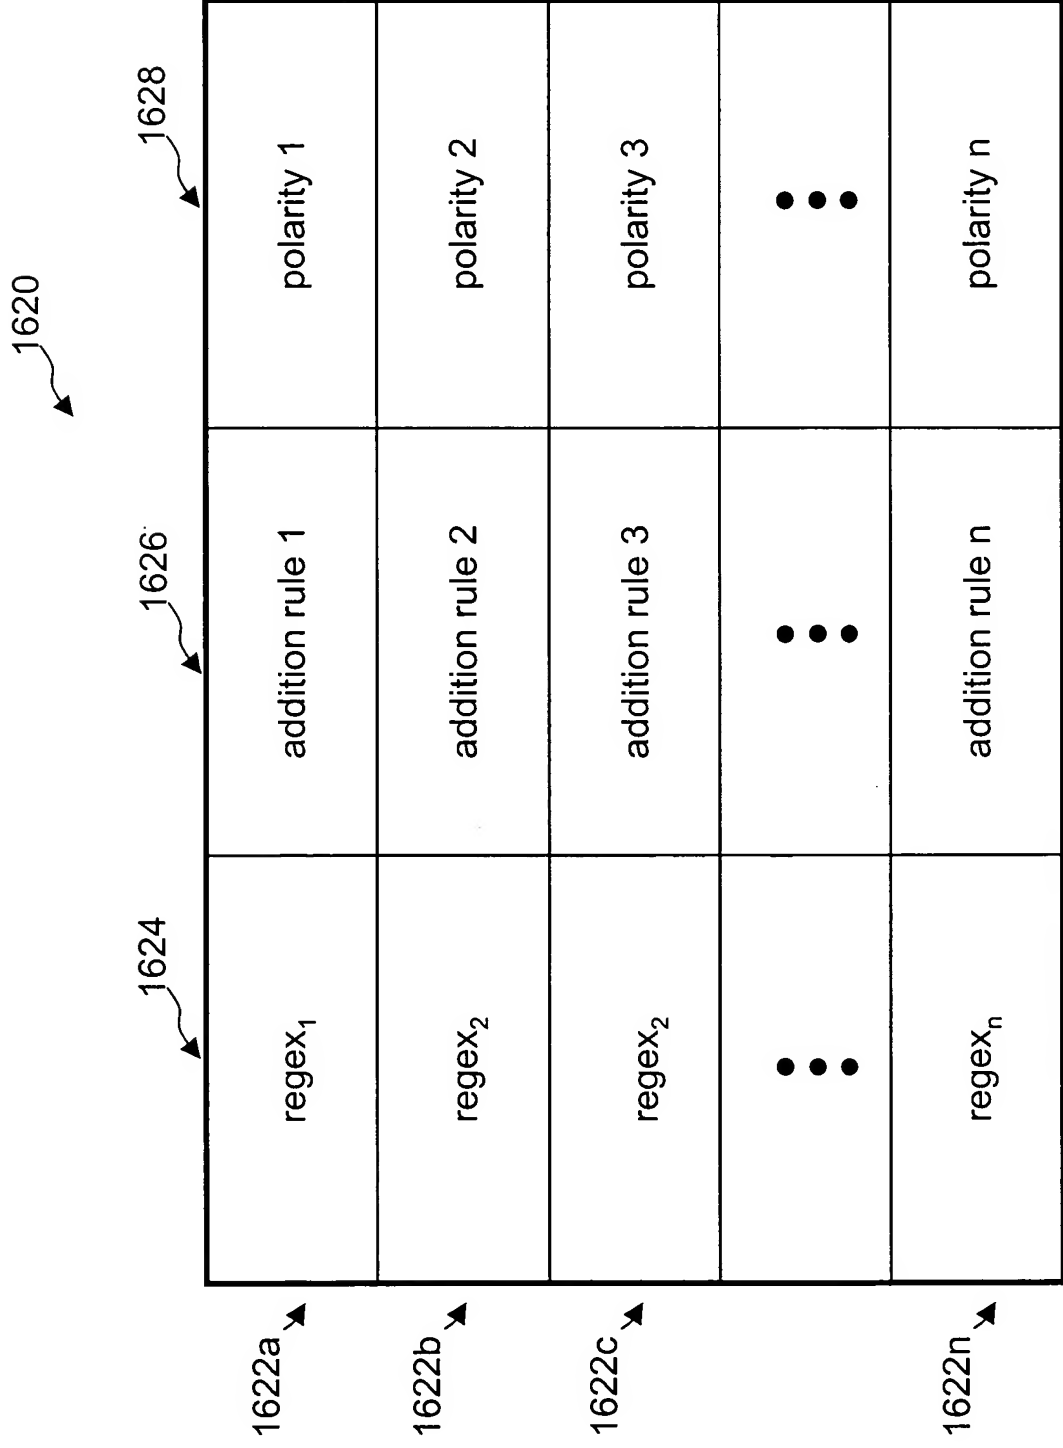 1620
1624 1626 1628
1622a regex₁ addition rule 1 polarity 1
1622b regex₂ addition rule 2 polarity 2
1622c regex₂ addition rule 3 polarity 3
1622n regexₙ addition rule n polarity n